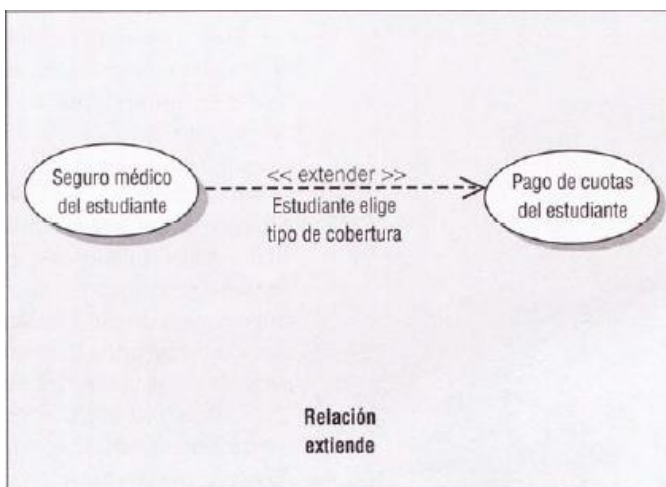 Seguro médico
del estudiante
<< extender >>
Estudiante elige
tipo de cobertura
Pago de cuotas
del estudiante
Relación
extiende